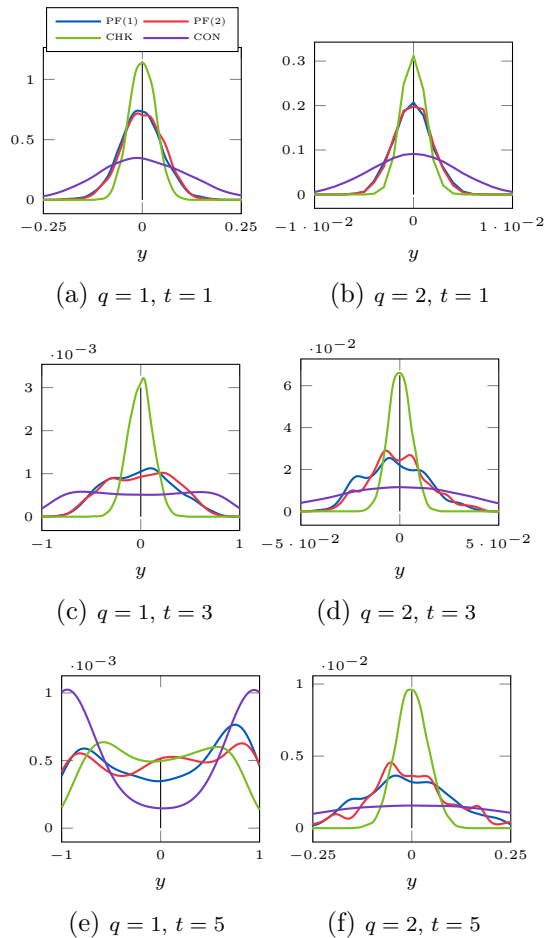 PF(1) PF(2)
CHK CON
1
0.5
0
−0.25 0 0.25
y
(a) q = 1, t = 1
0.3
0.2
0.1
0
−1 · 10−2 0 1 · 10−2
y
(b) q = 2, t = 1
·10−3
3
2
1
0
−1 0 1
y
(c) q = 1, t = 3
·10−2
6
4
2
0
−5 · 10−2 0 5 · 10−2
y
(d) q = 2, t = 3
·10−3
1
0.5
0
−1 0 1
y
(e) q = 1, t = 5
·10−2
1
0.5
0
−0.25 0 0.25
y
(f) q = 2, t = 5